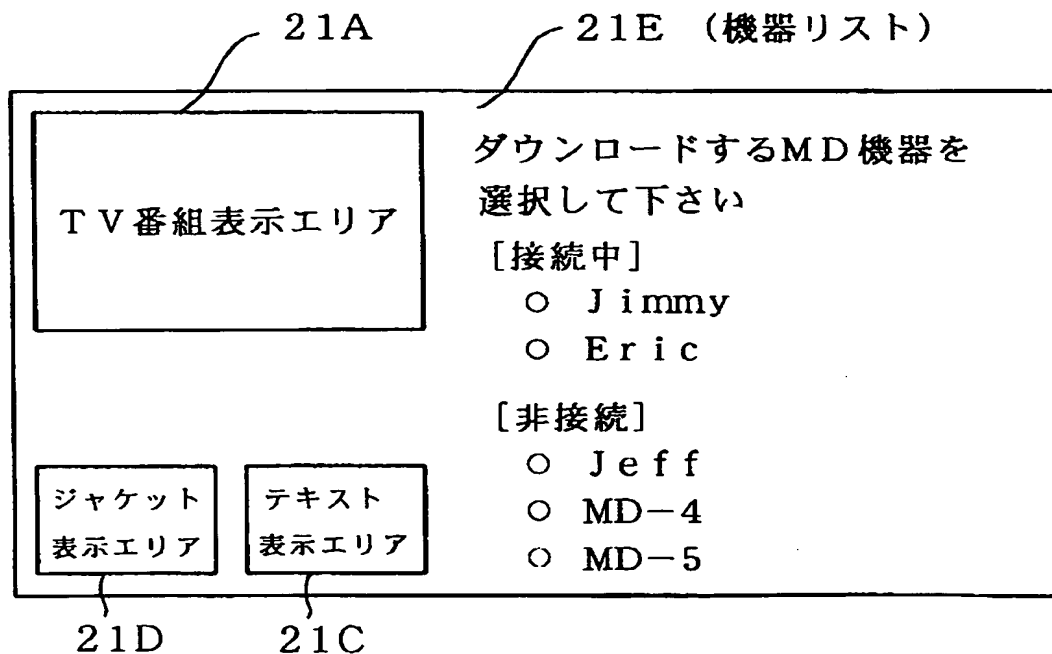 21A
21E (機器リスト)
TV番組表示エリア
ダウンロードするMD機器を
選択して下さい
[接続中]
○ Jimmy
○ Eric
[非接続]
○ Jeff
○ MD-4
○ MD-5
ジャケット
表示エリア
テキスト
表示エリア
21D
21C